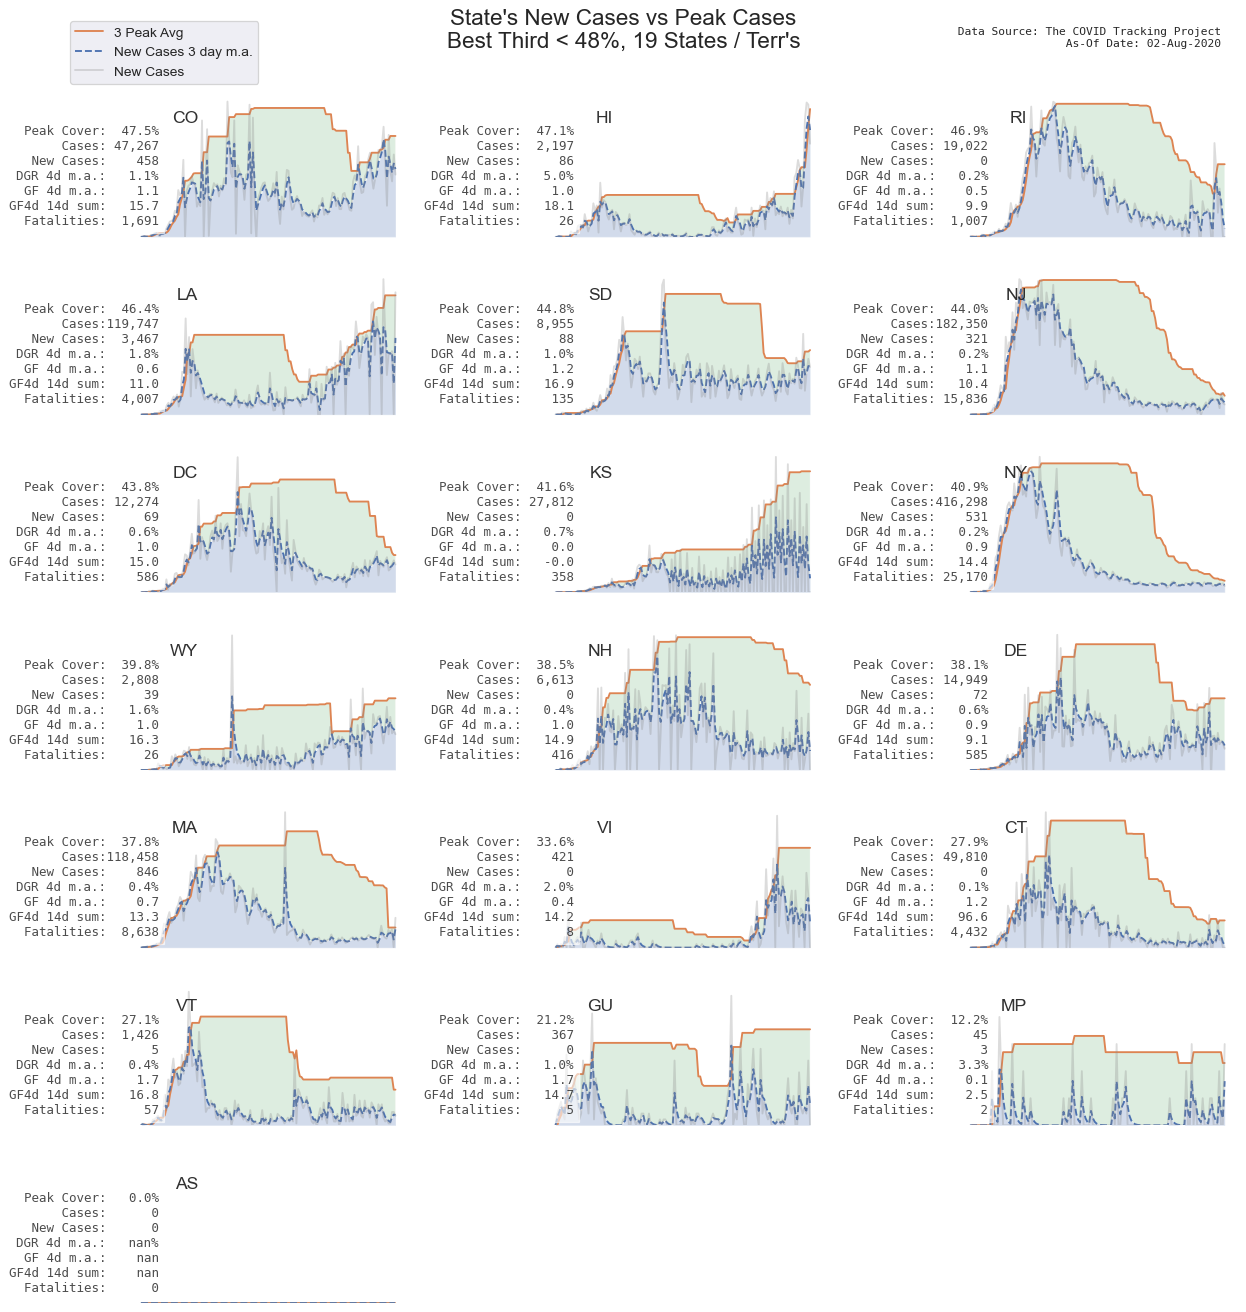 State's New Cases vs Peak Cases
Best Third < 48%, 19 States / Terr's
3 Peak Avg
New Cases 3 day m.a.
New Cases
Data Source: The COVID Tracking Project
As-Of Date: 02-Aug-2020
CO
Peak Cover: 47.5%
Cases: 47,267
New Cases: 458
DGR 4d m.a.: 1.1%
GF 4d m.a.: 1.1
GF4d 14d sum: 15.7
Fatalities: 1,691
HI
Peak Cover: 47.1%
Cases: 2,197
New Cases: 86
DGR 4d m.a.: 5.0%
GF 4d m.a.: 1.0
GF4d 14d sum: 18.1
Fatalities: 26
RI
Peak Cover: 46.9%
Cases: 19,022
New Cases: 0
DGR 4d m.a.: 0.2%
GF 4d m.a.: 0.5
GF4d 14d sum: 9.9
Fatalities: 1,007
LA
Peak Cover: 46.4%
Cases:119,747
New Cases: 3,467
DGR 4d m.a.: 1.8%
GF 4d m.a.: 0.6
GF4d 14d sum: 11.0
Fatalities: 4,007
SD
Peak Cover: 44.8%
Cases: 8,955
New Cases: 88
DGR 4d m.a.: 1.0%
GF 4d m.a.: 1.2
GF4d 14d sum: 16.9
Fatalities: 135
NJ
Peak Cover: 44.0%
Cases:182,350
New Cases: 321
DGR 4d m.a.: 0.2%
GF 4d m.a.: 1.1
GF4d 14d sum: 10.4
Fatalities: 15,836
DC
Peak Cover: 43.8%
Cases: 12,274
New Cases: 69
DGR 4d m.a.: 0.6%
GF 4d m.a.: 1.0
GF4d 14d sum: 15.0
Fatalities: 586
KS
Peak Cover: 41.6%
Cases: 27,812
New Cases: 0
DGR 4d m.a.: 0.7%
GF 4d m.a.: 0.0
GF4d 14d sum: -0.0
Fatalities: 358
NY
Peak Cover: 40.9%
Cases:416,298
New Cases: 531
DGR 4d m.a.: 0.2%
GF 4d m.a.: 0.9
GF4d 14d sum: 14.4
Fatalities: 25,170
WY
Peak Cover: 39.8%
Cases: 2,808
New Cases: 39
DGR 4d m.a.: 1.6%
GF 4d m.a.: 1.0
GF4d 14d sum: 16.3
Fatalities: 26
NH
Peak Cover: 38.5%
Cases: 6,613
New Cases: 0
DGR 4d m.a.: 0.4%
GF 4d m.a.: 1.0
GF4d 14d sum: 14.9
Fatalities: 416
DE
Peak Cover: 38.1%
Cases: 14,949
New Cases: 72
DGR 4d m.a.: 0.6%
GF 4d m.a.: 0.9
GF4d 14d sum: 9.1
Fatalities: 585
MA
Peak Cover: 37.8%
Cases:118,458
New Cases: 846
DGR 4d m.a.: 0.4%
GF 4d m.a.: 0.7
GF4d 14d sum: 13.3
Fatalities: 8,638
VI
Peak Cover: 33.6%
Cases: 421
New Cases: 0
DGR 4d m.a.: 2.0%
GF 4d m.a.: 0.4
GF4d 14d sum: 14.2
Fatalities: 8
CT
Peak Cover: 27.9%
Cases: 49,810
New Cases: 0
DGR 4d m.a.: 0.1%
GF 4d m.a.: 1.2
GF4d 14d sum: 96.6
Fatalities: 4,432
VT
Peak Cover: 27.1%
Cases: 1,426
New Cases: 5
DGR 4d m.a.: 0.4%
GF 4d m.a.: 1.7
GF4d 14d sum: 16.8
Fatalities: 57
GU
Peak Cover: 21.2%
Cases: 367
New Cases: 0
DGR 4d m.a.: 1.0%
GF 4d m.a.: 1.7
GF4d 14d sum: 14.7
Fatalities: 5
MP
Peak Cover: 12.2%
Cases: 45
New Cases: 3
DGR 4d m.a.: 3.3%
GF 4d m.a.: 0.1
GF4d 14d sum: 2.5
Fatalities: 2
AS
Peak Cover: 0.0%
Cases: 0
New Cases: 0
DGR 4d m.a.: nan%
GF 4d m.a.: nan
GF4d 14d sum: nan
Fatalities: 0